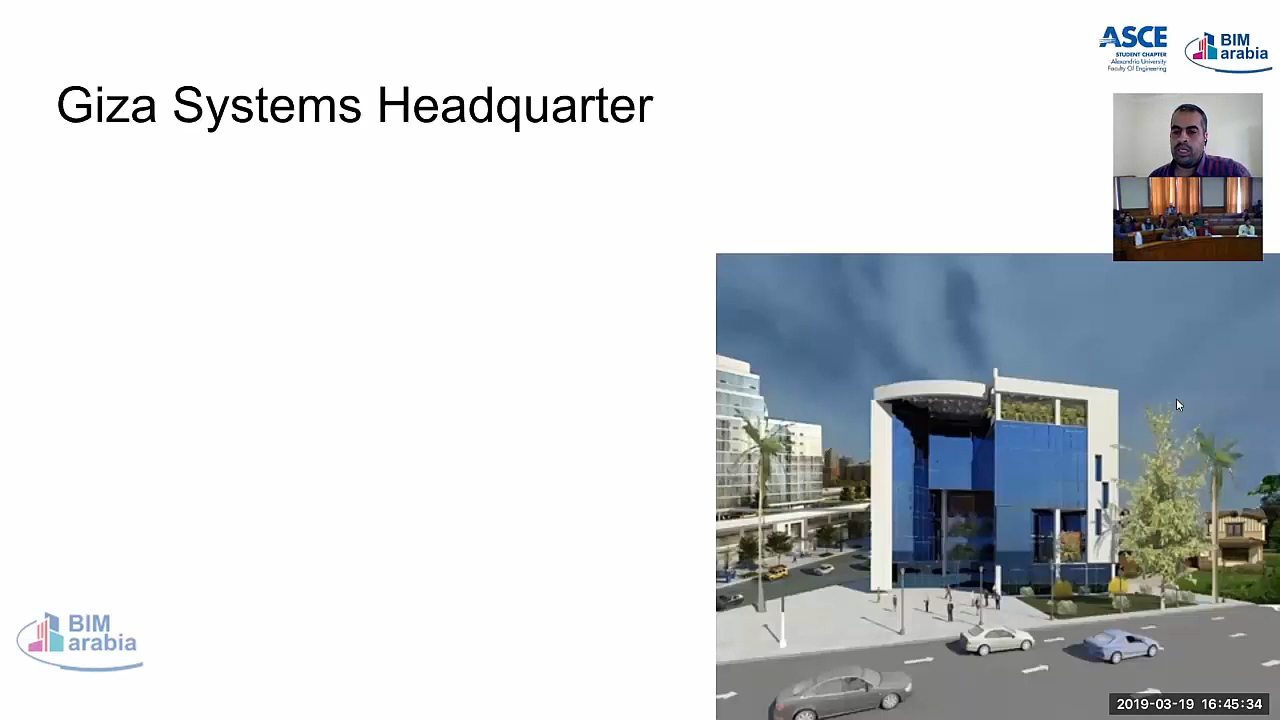 ASCE
STUDENT CHAPTER
Alexandria University
Faculty Of Engineering
BIM
arabia
Giza Systems Headquarter
BIM
arabia
2019-03-19 16:45:34